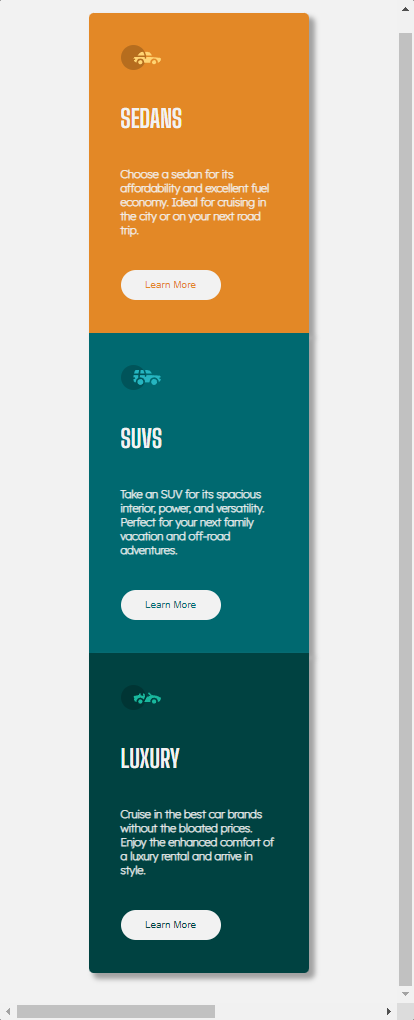 SEDANS
Choose a sedan for its
affordability and excellent fuel
economy. Ideal for cruising in
the city or on your next road
trip.
Learn More
SUVS
Take an SUV for its spacious
interior, power, and versatility.
Perfect for your next family
vacation and off-road
adventures.
Learn More
LUXURY
Cruise in the best car brands
without the bloated prices.
Enjoy the enhanced comfort of
a luxury rental and arrive in
style.
Learn More